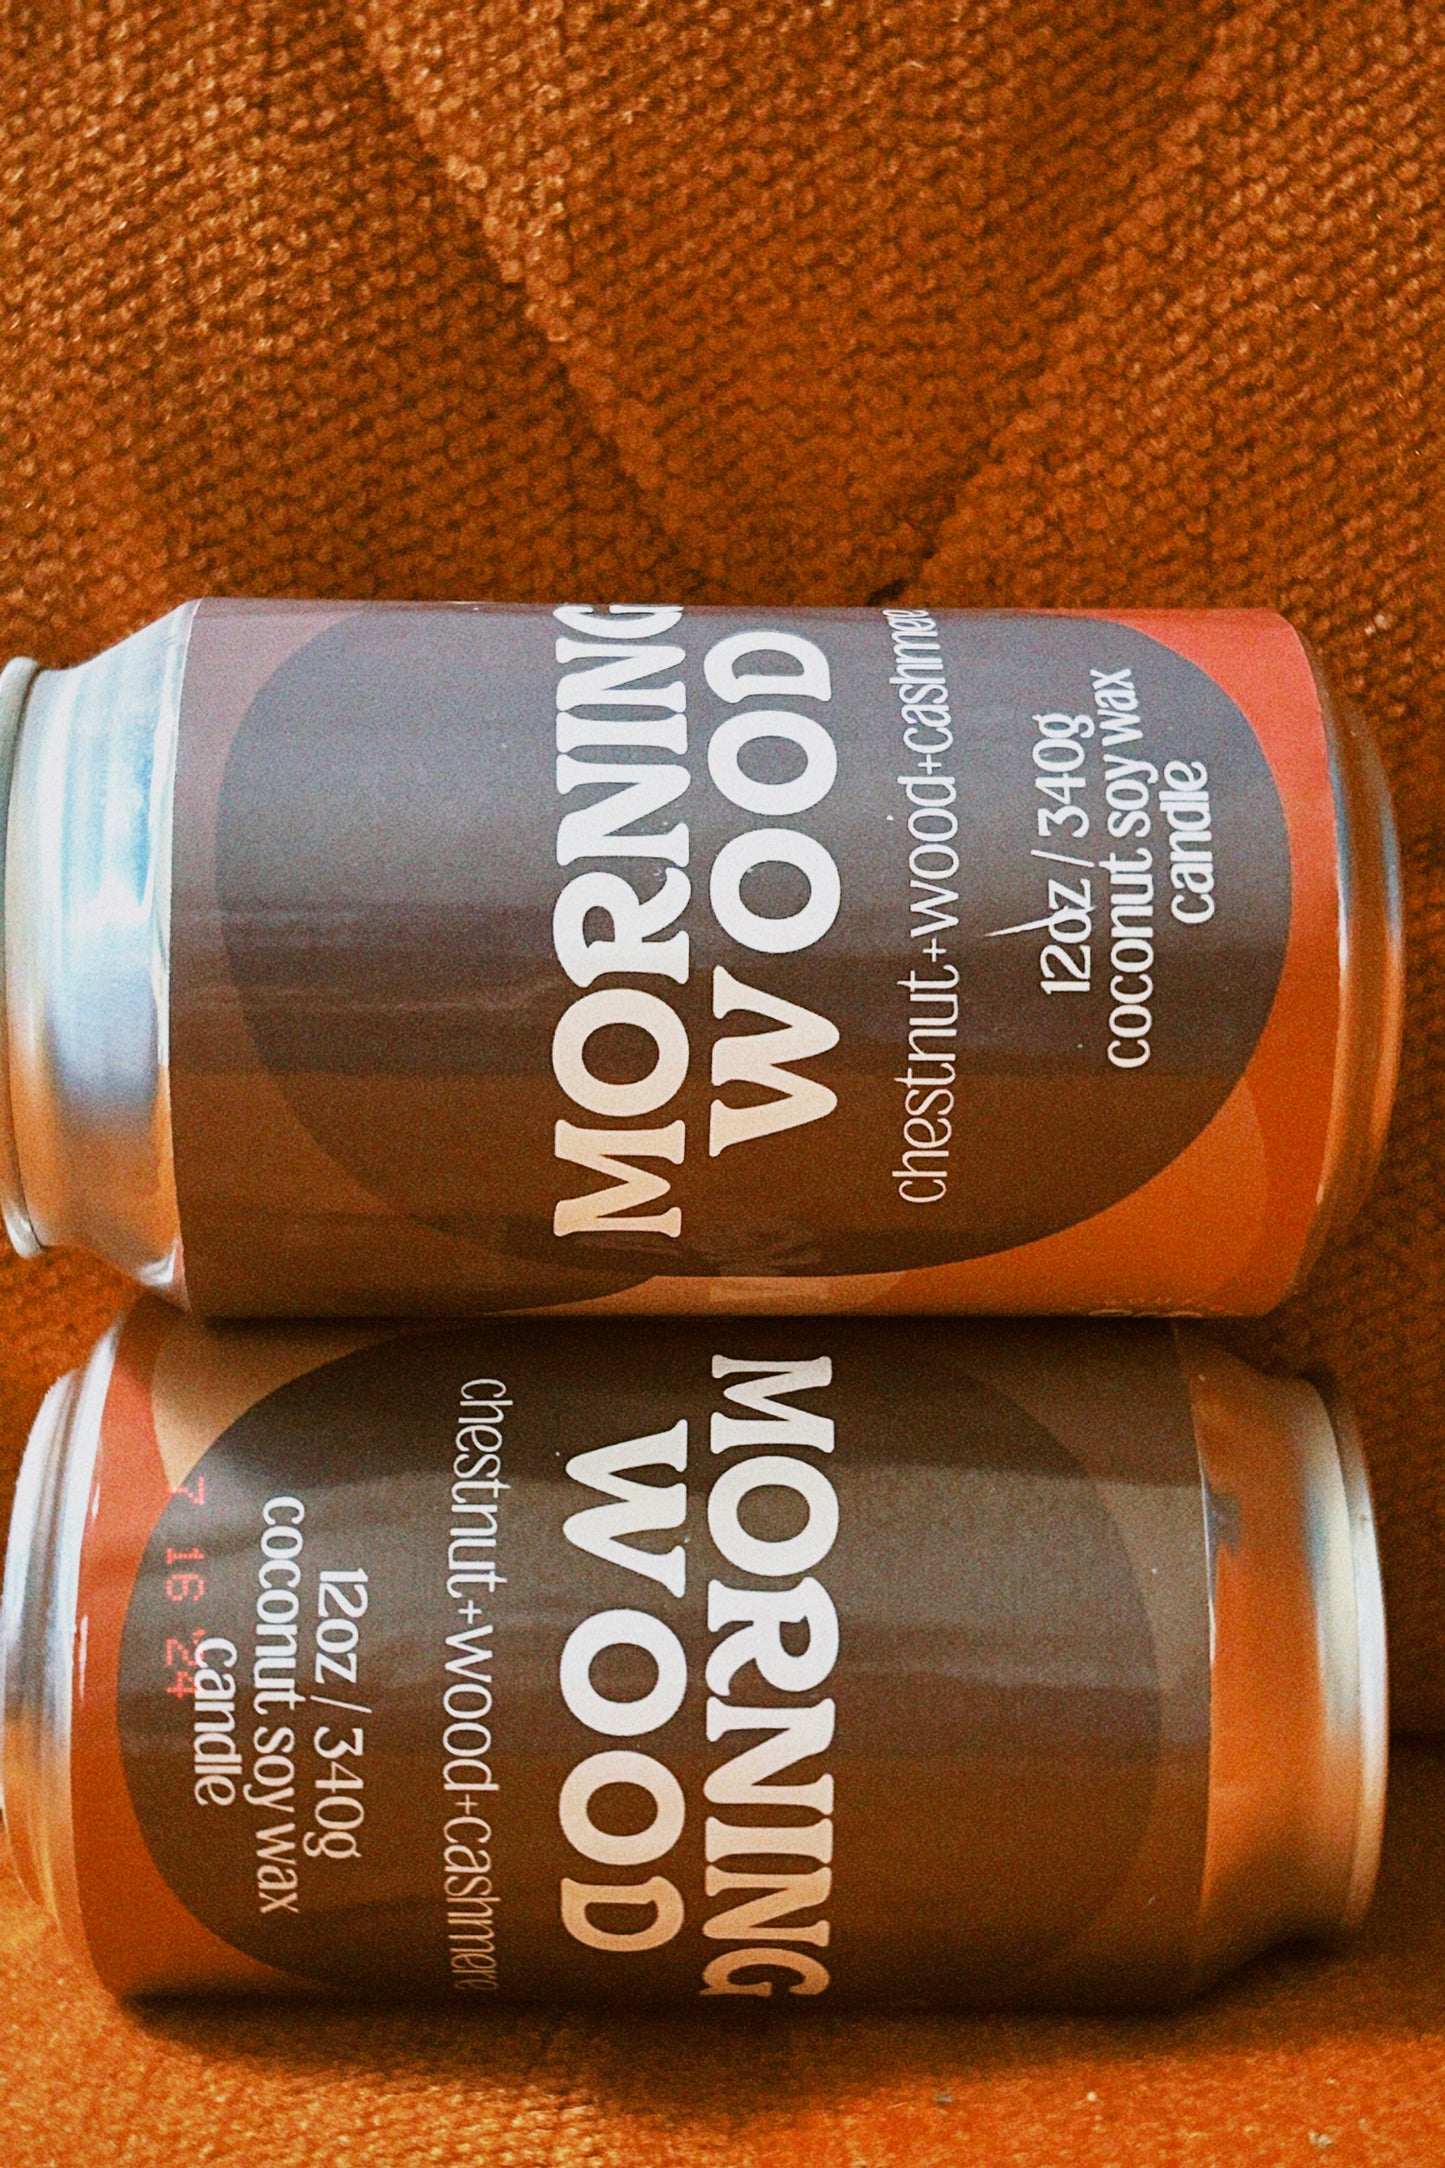 MORNING
WOOD
chestnut+wood+cashmere
12oz / 340g
coconut soy wax
candle
MORNING
WOOD
chestnut+wood+cashmere
12oz / 340g
coconut soy wax
candle
7 16 '24